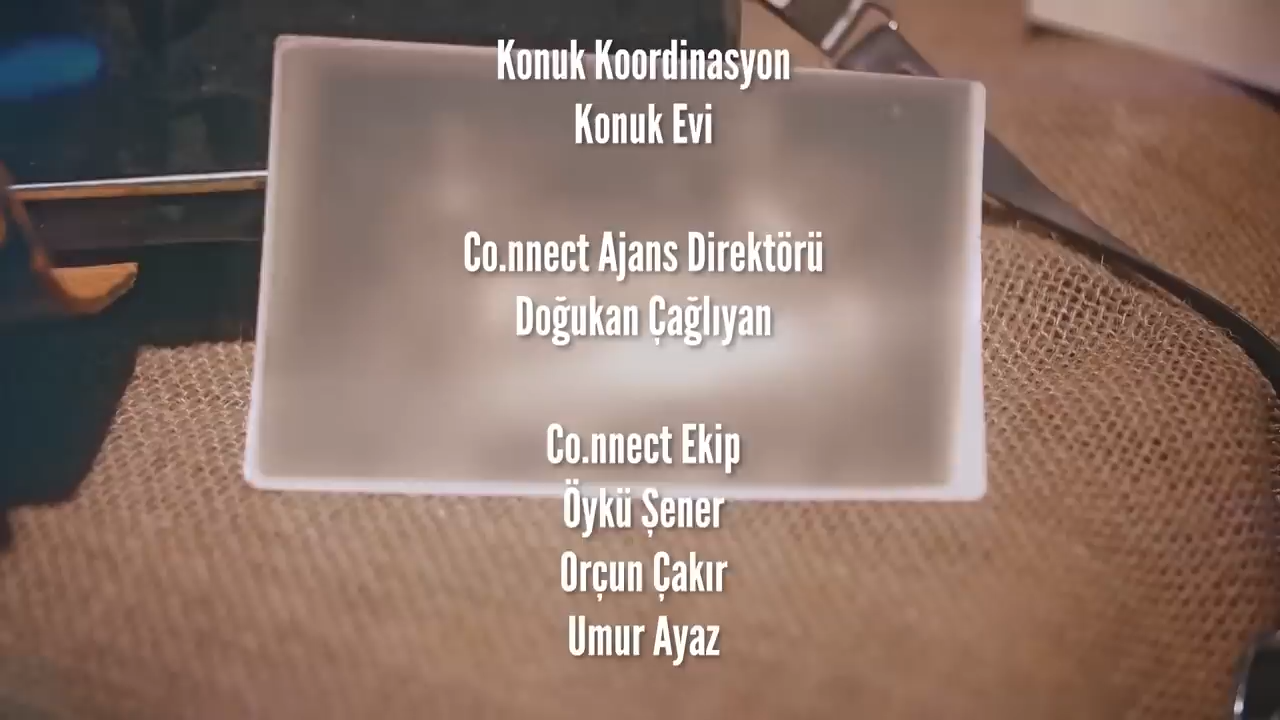 Konuk Koordinasyon
Konuk Evi
Co.nnect Ajans Direktörü
Doğukan Çağlıyan
Co.nnect Ekip
Öykü Şener
Orçun Çakır
Umur Ayaz